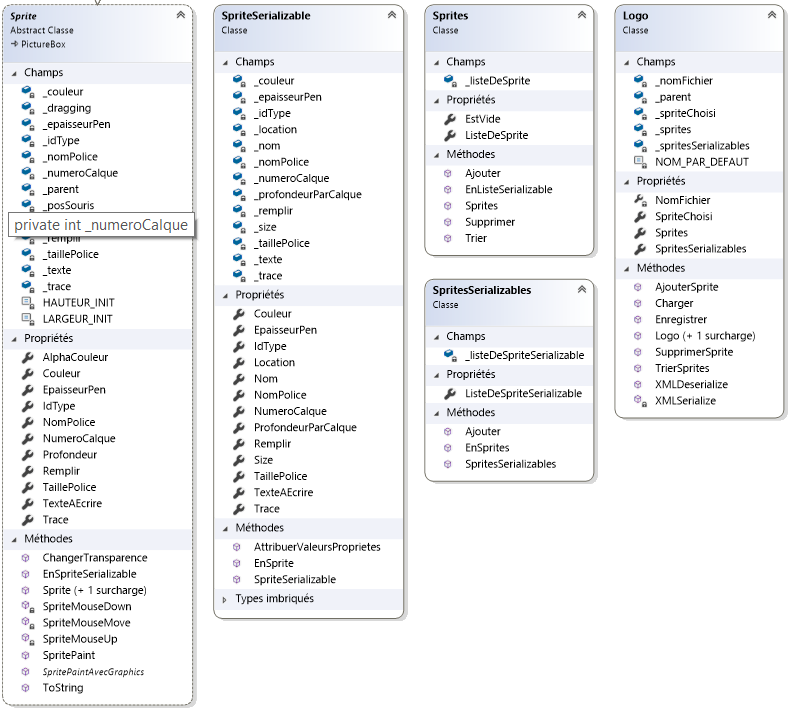 Sprite
Abstract Classe
PictureBox
Champs
_couleur
_dragging
_epaisseurPen
_idType
_nomPolice
_numeroCalque
_parent
_posSouris
private int _numeroCalque
_remplir
_taillePolice
_texte
_trace
HAUTEUR_INIT
LARGEUR_INIT
Propriétés
AlphaCouleur
Couleur
EpaisseurPen
IdType
NomPolice
NumeroCalque
Profondeur
Remplir
TaillePolice
TexteAEcrire
Trace
Méthodes
ChangerTransparence
EnSpriteSerializable
Sprite (+ 1 surcharge)
SpriteMouseDown
SpriteMouseMove
SpriteMouseUp
SpritePaint
SpritePaintAvecGraphics
ToString
SpriteSerializable
Classe
Champs
_couleur
_epaisseurPen
_idType
_location
_nom
_nomPolice
_numeroCalque
_profondeurParCalque
_remplir
_size
_taillePolice
_texte
_trace
Propriétés
Couleur
EpaisseurPen
IdType
Location
Nom
NomPolice
NumeroCalque
ProfondeurParCalque
Remplir
Size
TaillePolice
TexteAEcrire
Trace
Méthodes
AttribuerValeursProprietes
EnSprite
SpriteSerializable
Types imbriqués
Sprites
Classe
Champs
_listeDeSprite
Propriétés
EstVide
ListeDeSprite
Méthodes
Ajouter
EnListeSerializable
Sprites
Supprimer
Trier
SpritesSerializables
Classe
Champs
_listeDeSpriteSerializable
Propriétés
ListeDeSpriteSerializable
Méthodes
Ajouter
EnSprites
SpritesSerializables
Logo
Classe
Champs
_nomFichier
_parent
_spriteChoisi
_sprites
_spritesSerializables
NOM_PAR_DEFAUT
Propriétés
NomFichier
SpriteChoisi
Sprites
SpritesSerializables
Méthodes
AjouterSprite
Charger
Enregistrer
Logo (+ 1 surcharge)
SupprimerSprite
TrierSprites
XMLDeserialize
XMLSerialize